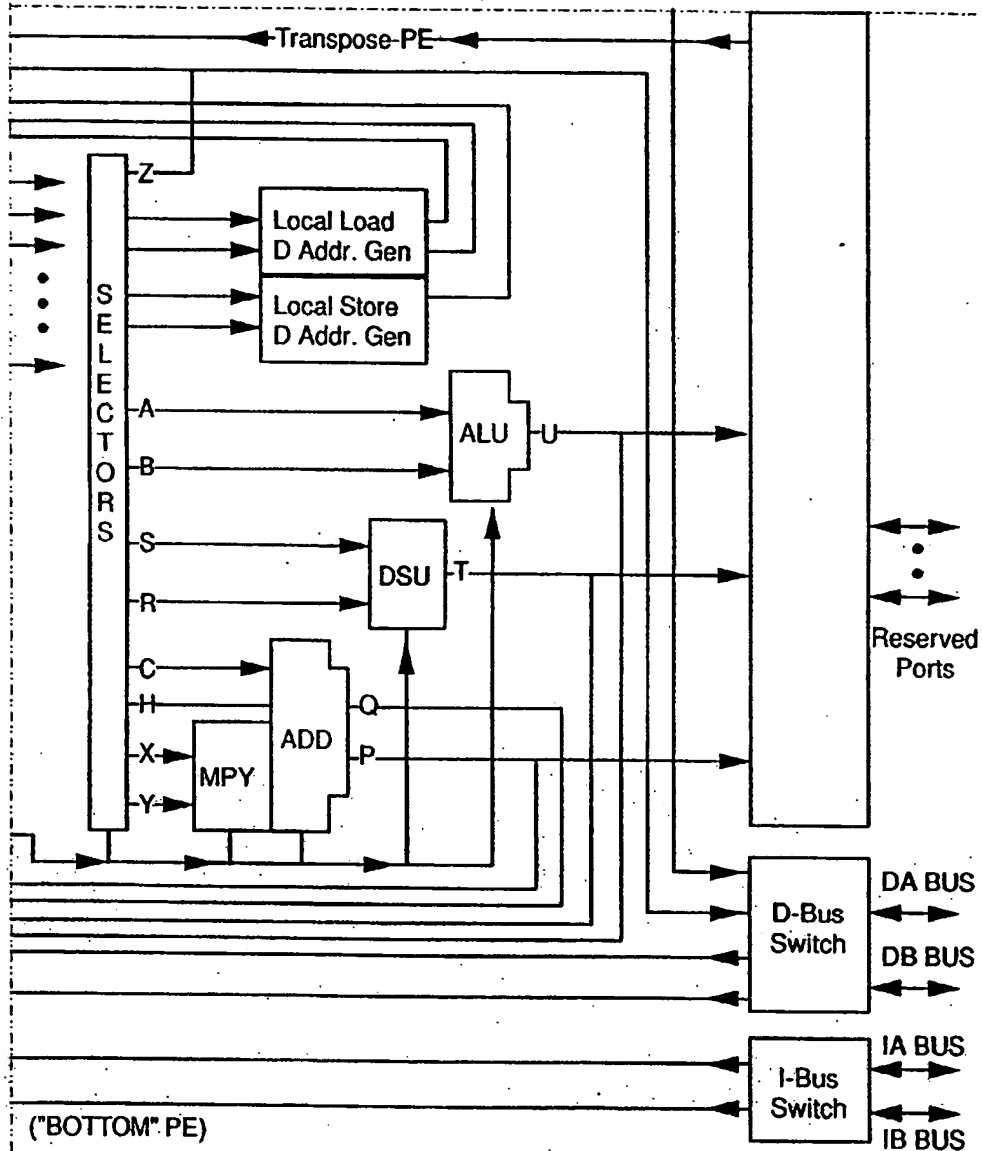 Transpose PE
Z
Local Load
D Addr. Gen
Local Store
D Addr. Gen
SELECTORS
A
B
ALU
U
S
R
DSU
T
Reserved
Ports
C
H
X
Y
MPY
ADD
Q
P
D-Bus
Switch
DA BUS
DB BUS
I-Bus
Switch
IA BUS
IB BUS
("BOTTOM" PE)